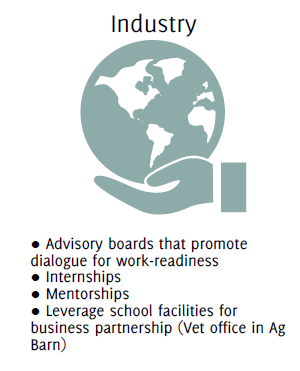 Industry
● Advisory boards that promote
dialogue for work-readiness
● Internships
● Mentorships
● Leverage school facilities for
business partnership (Vet office in Ag
Barn)